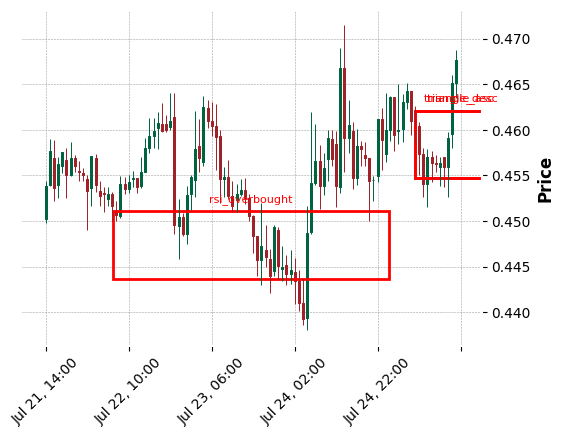 0.470
0.465
0.460
0.455
0.450
0.445
0.440
Price
rsi_overbought
Jul 21, 14:00
Jul 22, 10:00
Jul 23, 06:00
Jul 24, 02:00
Jul 24, 22:00